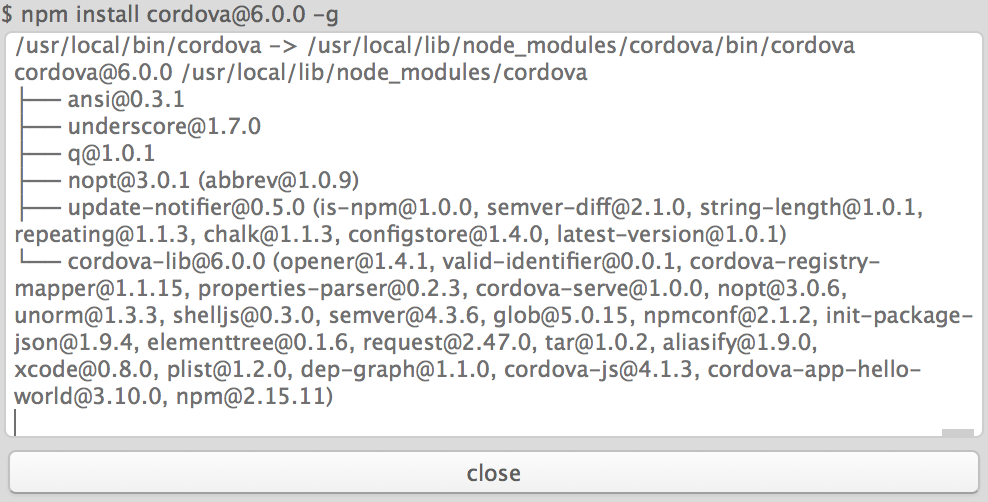 $ npm install cordova@6.0.0 -g
/usr/local/bin/cordova -> /usr/local/lib/node_modules/cordova/bin/cordova
cordova@6.0.0 /usr/local/lib/node_modules/cordova
├── ansi@0.3.1
├── underscore@1.7.0
├── q@1.0.1
├── nopt@3.0.1 (abbrev@1.0.9)
├── update-notifier@0.5.0 (is-npm@1.0.0, semver-diff@2.1.0, string-length@1.0.1,
repeating@1.1.3, chalk@1.1.3, configstore@1.4.0, latest-version@1.0.1)
└── cordova-lib@6.0.0 (opener@1.4.1, valid-identifier@0.0.1, cordova-registry-
mapper@1.1.15, properties-parser@0.2.3, cordova-serve@1.0.0, nopt@3.0.6,
unorm@1.3.3, shelljs@0.3.0, semver@4.3.6, glob@5.0.15, npmconf@2.1.2, init-package-
json@1.9.4, elementtree@0.1.6, request@2.47.0, tar@1.0.2, aliasify@1.9.0,
xcode@0.8.0, plist@1.2.0, dep-graph@1.1.0, cordova-js@4.1.3, cordova-app-hello-
world@3.10.0, npm@2.15.11)
close